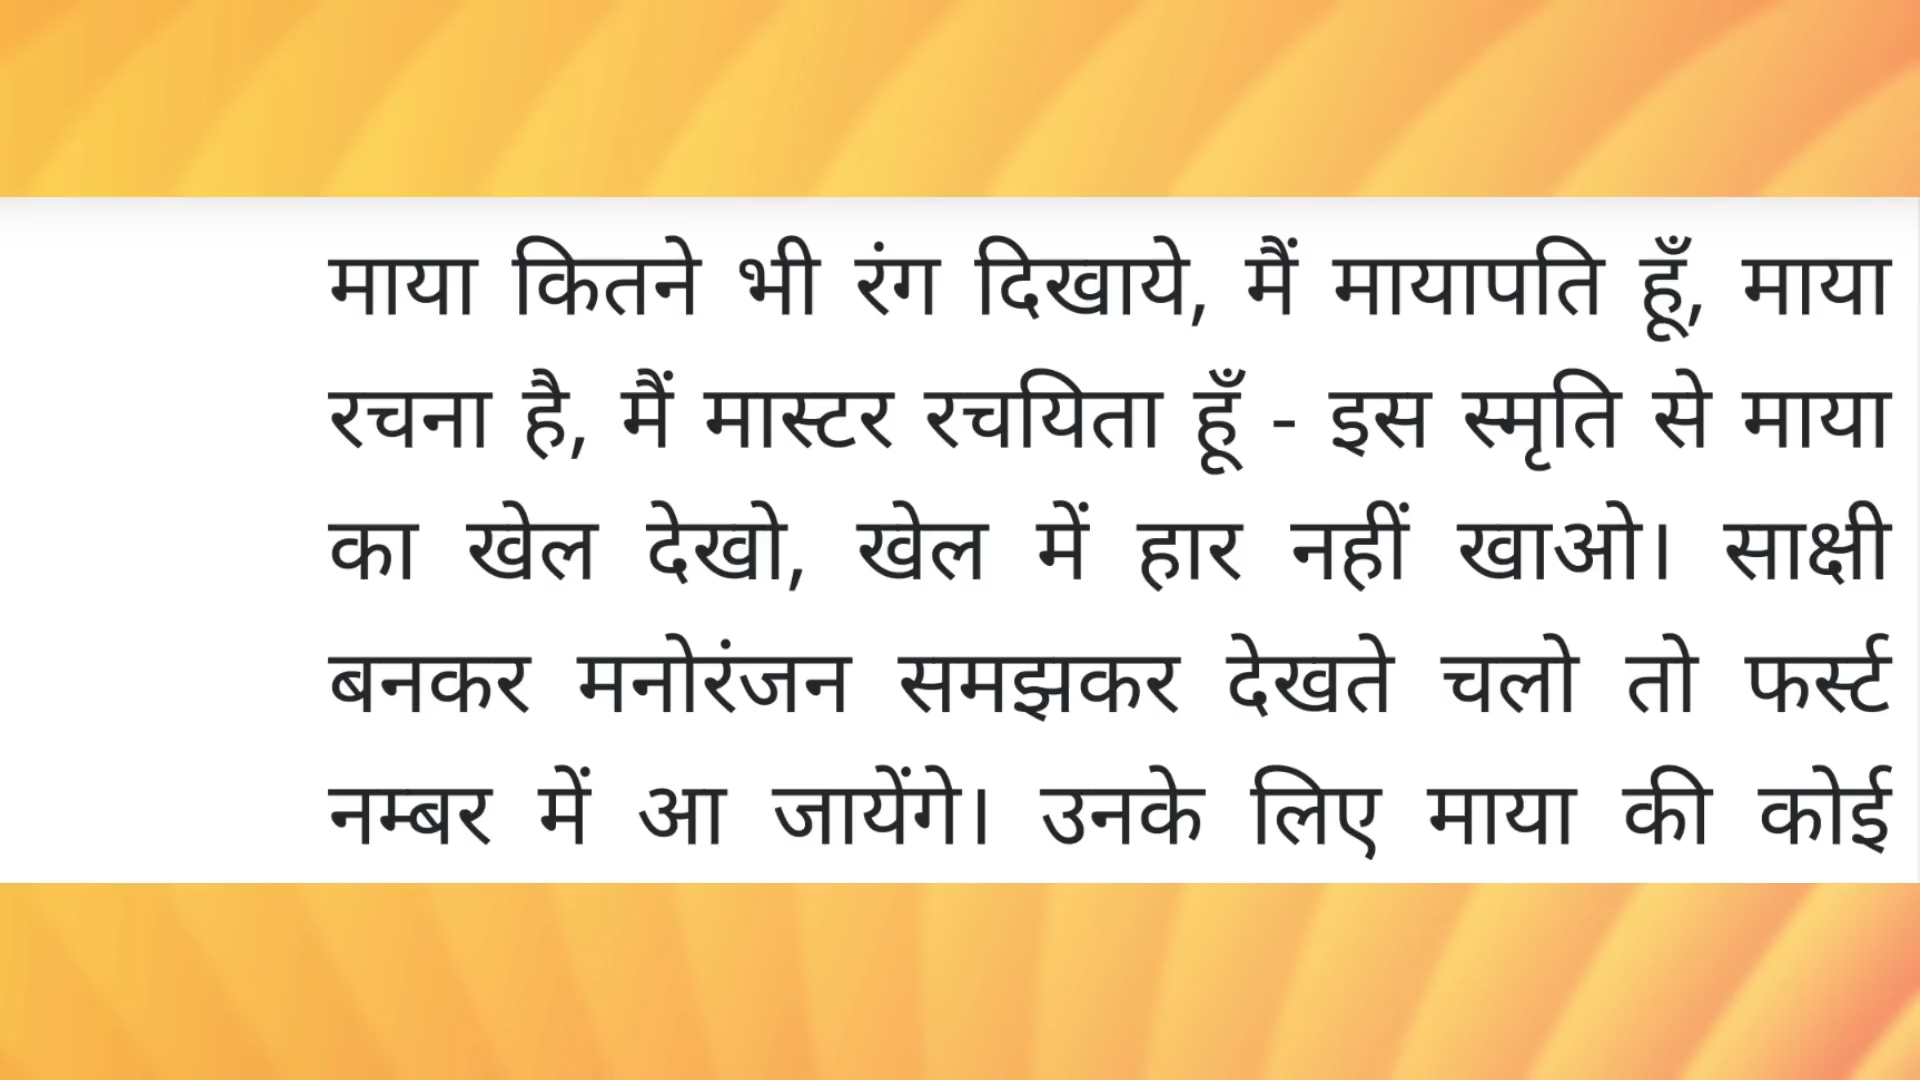 माया कितने भी रंग दिखाये, मैं मायापति हूँ, माया
रचना है, मैं मास्टर रचयिता हूँ - इस स्मृति से माया
का खेल देखो, खेल में हार नहीं खाओ। साक्षी
बनकर मनोरंजन समझकर देखते चलो तो फर्स्ट
नम्बर में आ जायेंगे। उनके लिए माया की कोई